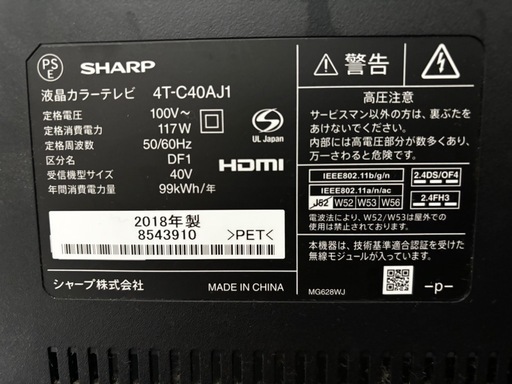 PS
E
SHARP
液晶カラーテレビ 4T-C40AJ1
定格電圧 100V~
定格消費電力 117W
定格周波数 50/60Hz
区分名 DF1
受信機型サイズ 40V
年間消費電力量 99kWh/年
UL Japan
HDMI
2018年製
8543910
>PET<
シャープ株式会社 MADE IN CHINA
警告
高圧注意
サービスマン以外の方は、裏ぶたを
あけないでください。
内部には高電圧部分が数多くあり、
万一さわると危険です。
IEEE802.11b/g/n
2.4DS/OF4
IEEE802.11a/n/ac
J52 W52 W53 W56
2.4FH3
電波法により、W52/W53は屋外での
使用が禁じられています。
本機器は、技術基準適合認証を受けた
無線モジュールが入っています。
MG628WJ
-p-